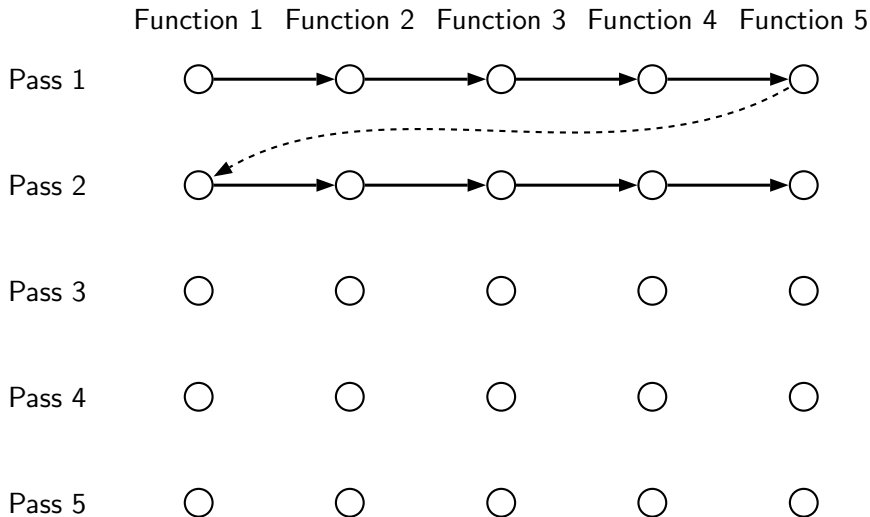 Function 1 Function 2 Function 3 Function 4 Function 5
Pass 1
Pass 2
Pass 3
Pass 4
Pass 5